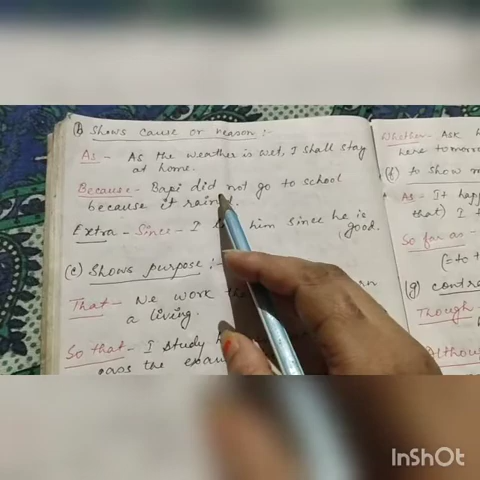 (b) Shows cause or reason :-
As - As the weather is wet, I shall stay
at home.
Because - Bapi did not go to school
because it rains.
Extra - Since - I him since he is
good.
(c) Shows purpose :-
That - We work
a living.
So that - I study
pass the exam
Whether - Ask
here tomorro
(f) To show m
As - It happ
that) I
So far as -
(= to
(g) contra
Though
Althou
InShOt